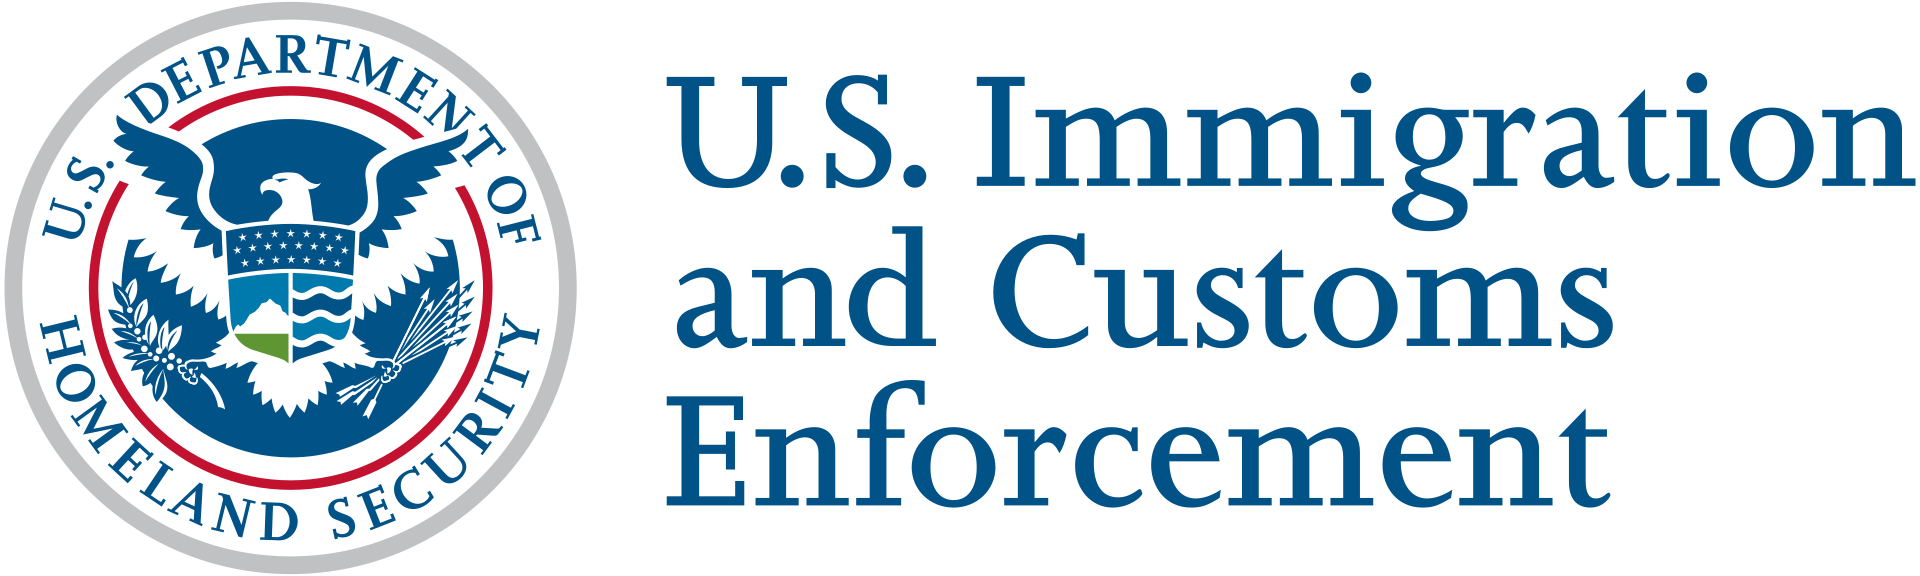 U.S. DEPARTMENT OF
HOMELAND SECURITY
U.S. Immigration
and Customs
Enforcement